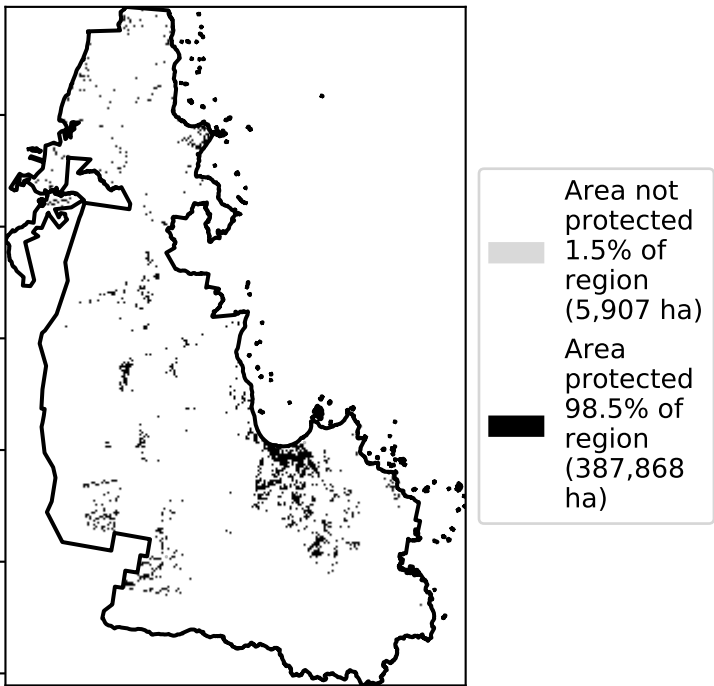 Area not
protected
1.5% of
region
(5,907 ha)
Area
protected
98.5% of
region
(387,868
ha)